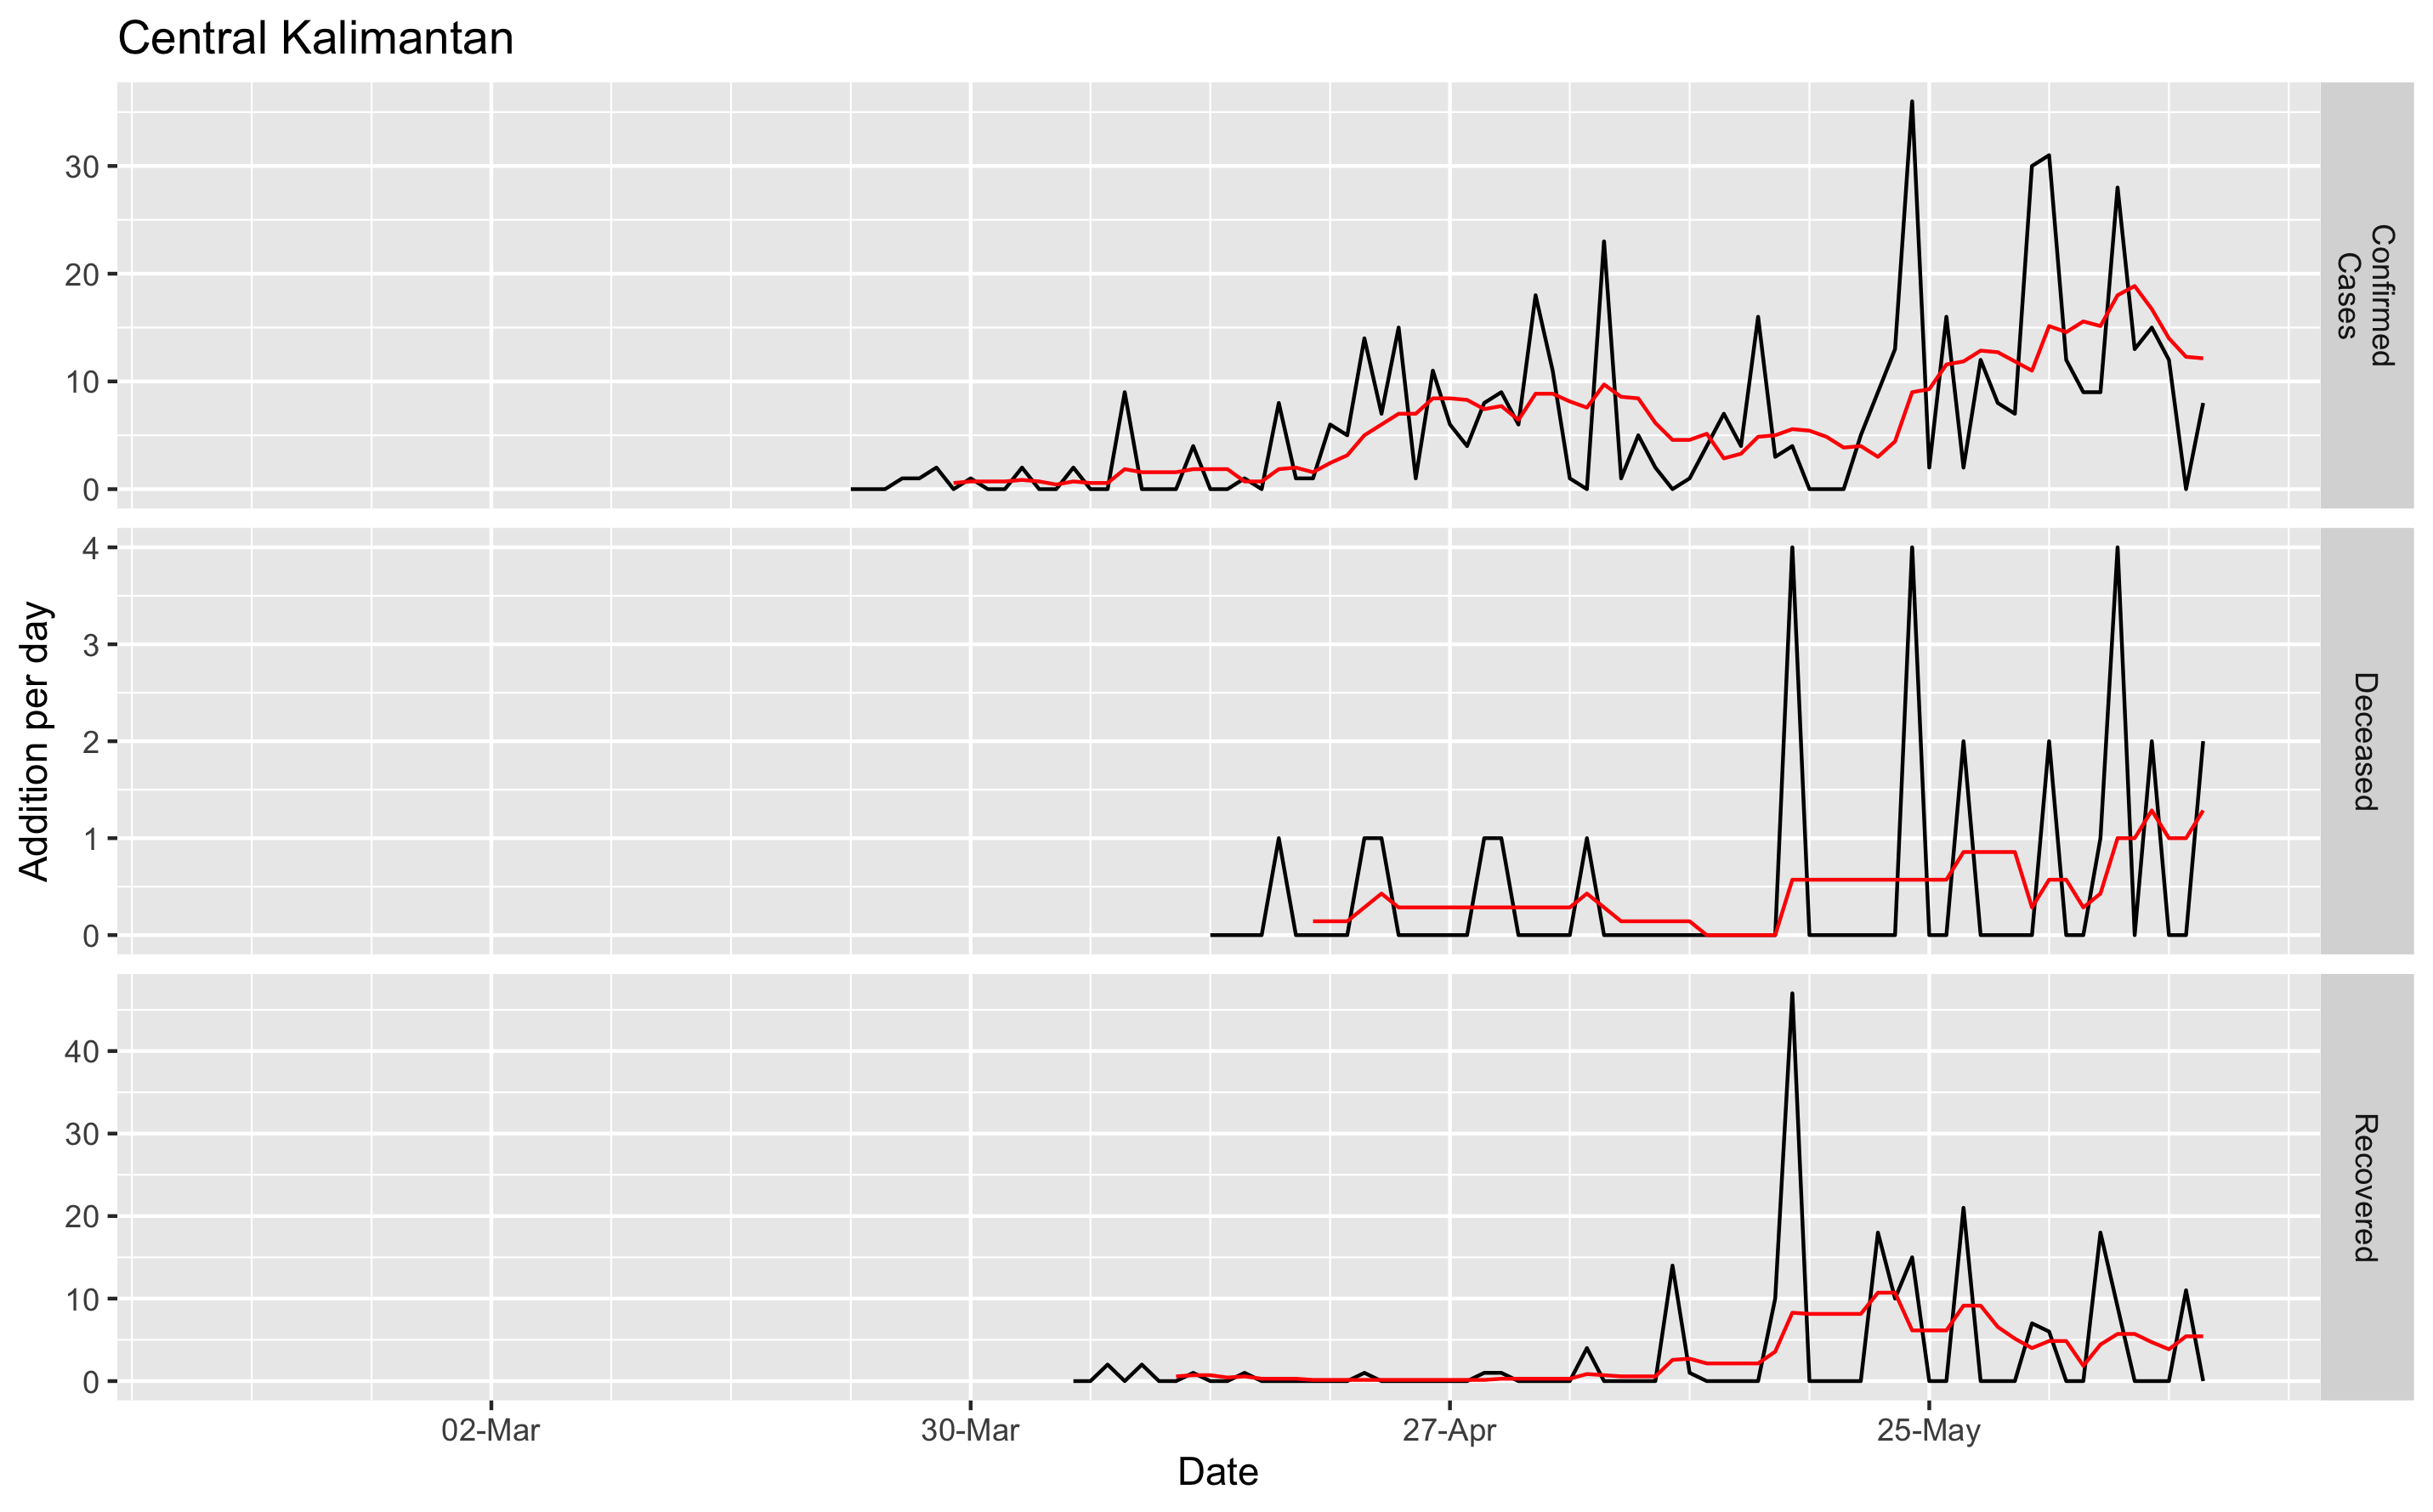 Central Kalimantan
30
20
10
0
Confirmed
Cases
4
3
2
1
0
Deceased
40
30
20
10
0
Recovered
Addition per day
02-Mar
30-Mar
27-Apr
25-May
Date